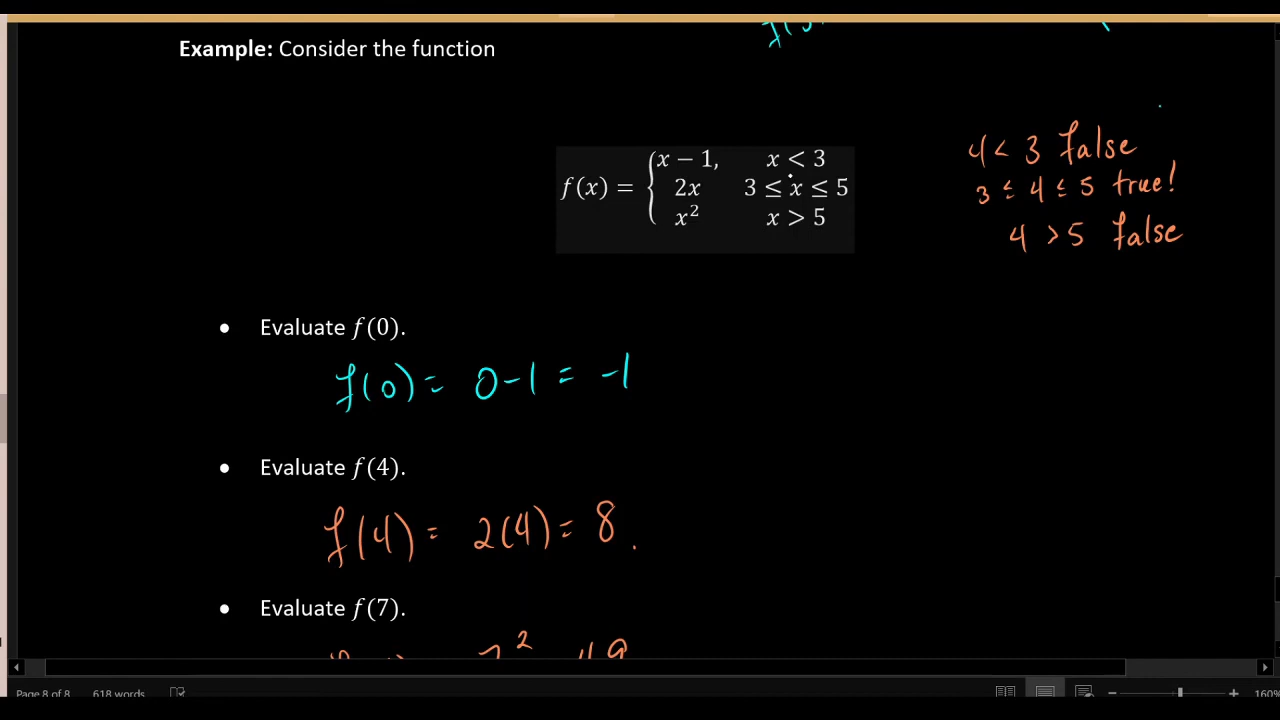 Example: Consider the function
4 < 3 false
f(x) = { x − 1, x < 3
2x 3 ≤ x ≤ 5
x² x > 5
3 ≤ 4 ≤ 5 true!
4 > 5 false
• Evaluate f(0).
f(0) = 0-1 = -1
• Evaluate f(4).
f(4) = 2(4) = 8.
• Evaluate f(7).
Page 8 of 8 618 words 160%